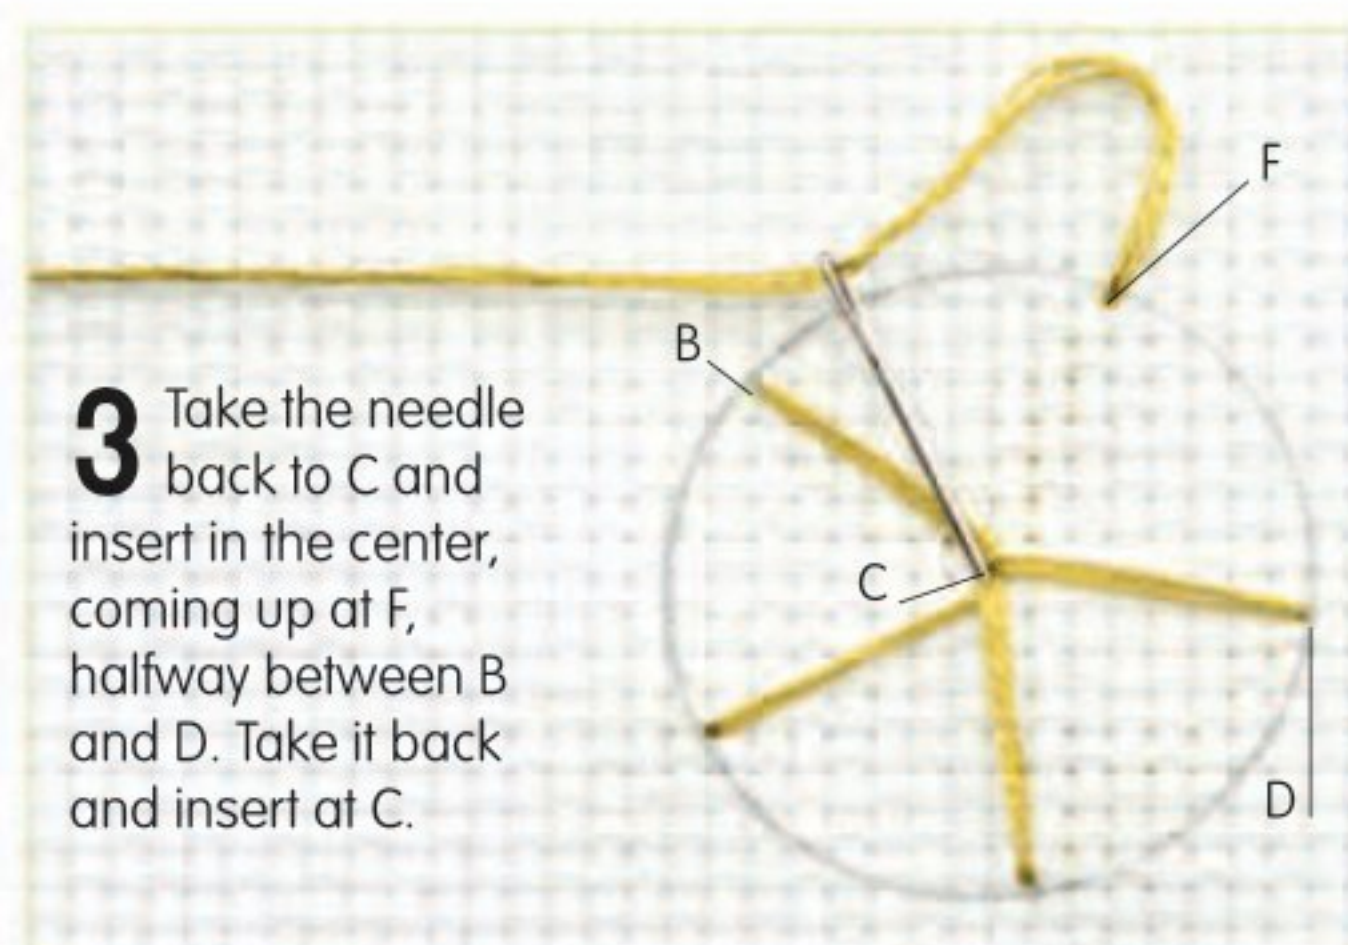 F
B
3 Take the needle
back to C and
insert in the center,
coming up at F,
halfway between B
and D. Take it back
and insert at C.
C
D